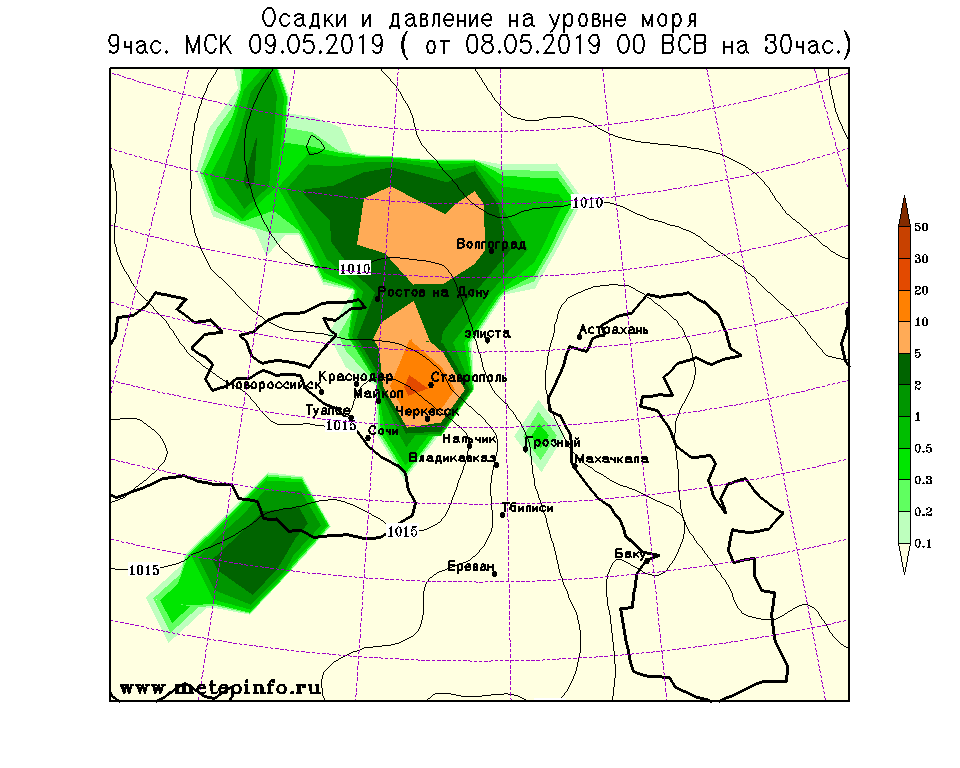 Осадки и давление на уровне моря
9час. МСК 09.05.2019 ( от 08.05.2019 00 ВСВ на 30час.)
1010
Волгоград
1010
Ростов на Дону
элиста
Астрахань
Краснодар
Ставрополь
Новороссийск
Майкоп
Туапсе
Черкесск
1015
Сочи
Нальчик
Грозный
Владикавказ
Махачкала
Тбилиси
1015
Баку
Ереван
1015
www.meteoinfo.ru
50
30
20
10
5
2
1
0.5
0.3
0.2
0.1